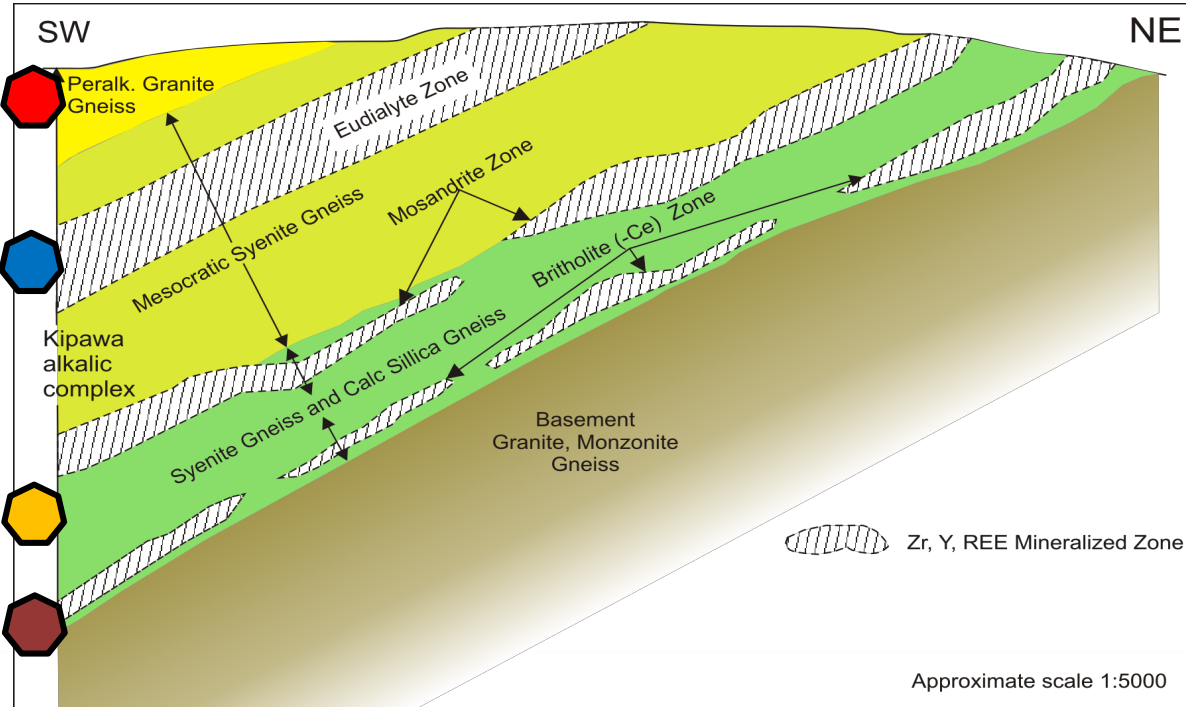 SW
NE
Peralk. Granite
Gneiss
Eudialyte Zone
Mosandrite Zone
Mesocratic Syenite Gneiss
Britholite (-Ce) Zone
Kipawa
alkalic
complex
Syenite Gneiss and Calc Sillica Gneiss
Basement
Granite, Monzonite
Gneiss
Zr, Y, REE Mineralized Zone
Approximate scale 1:5000